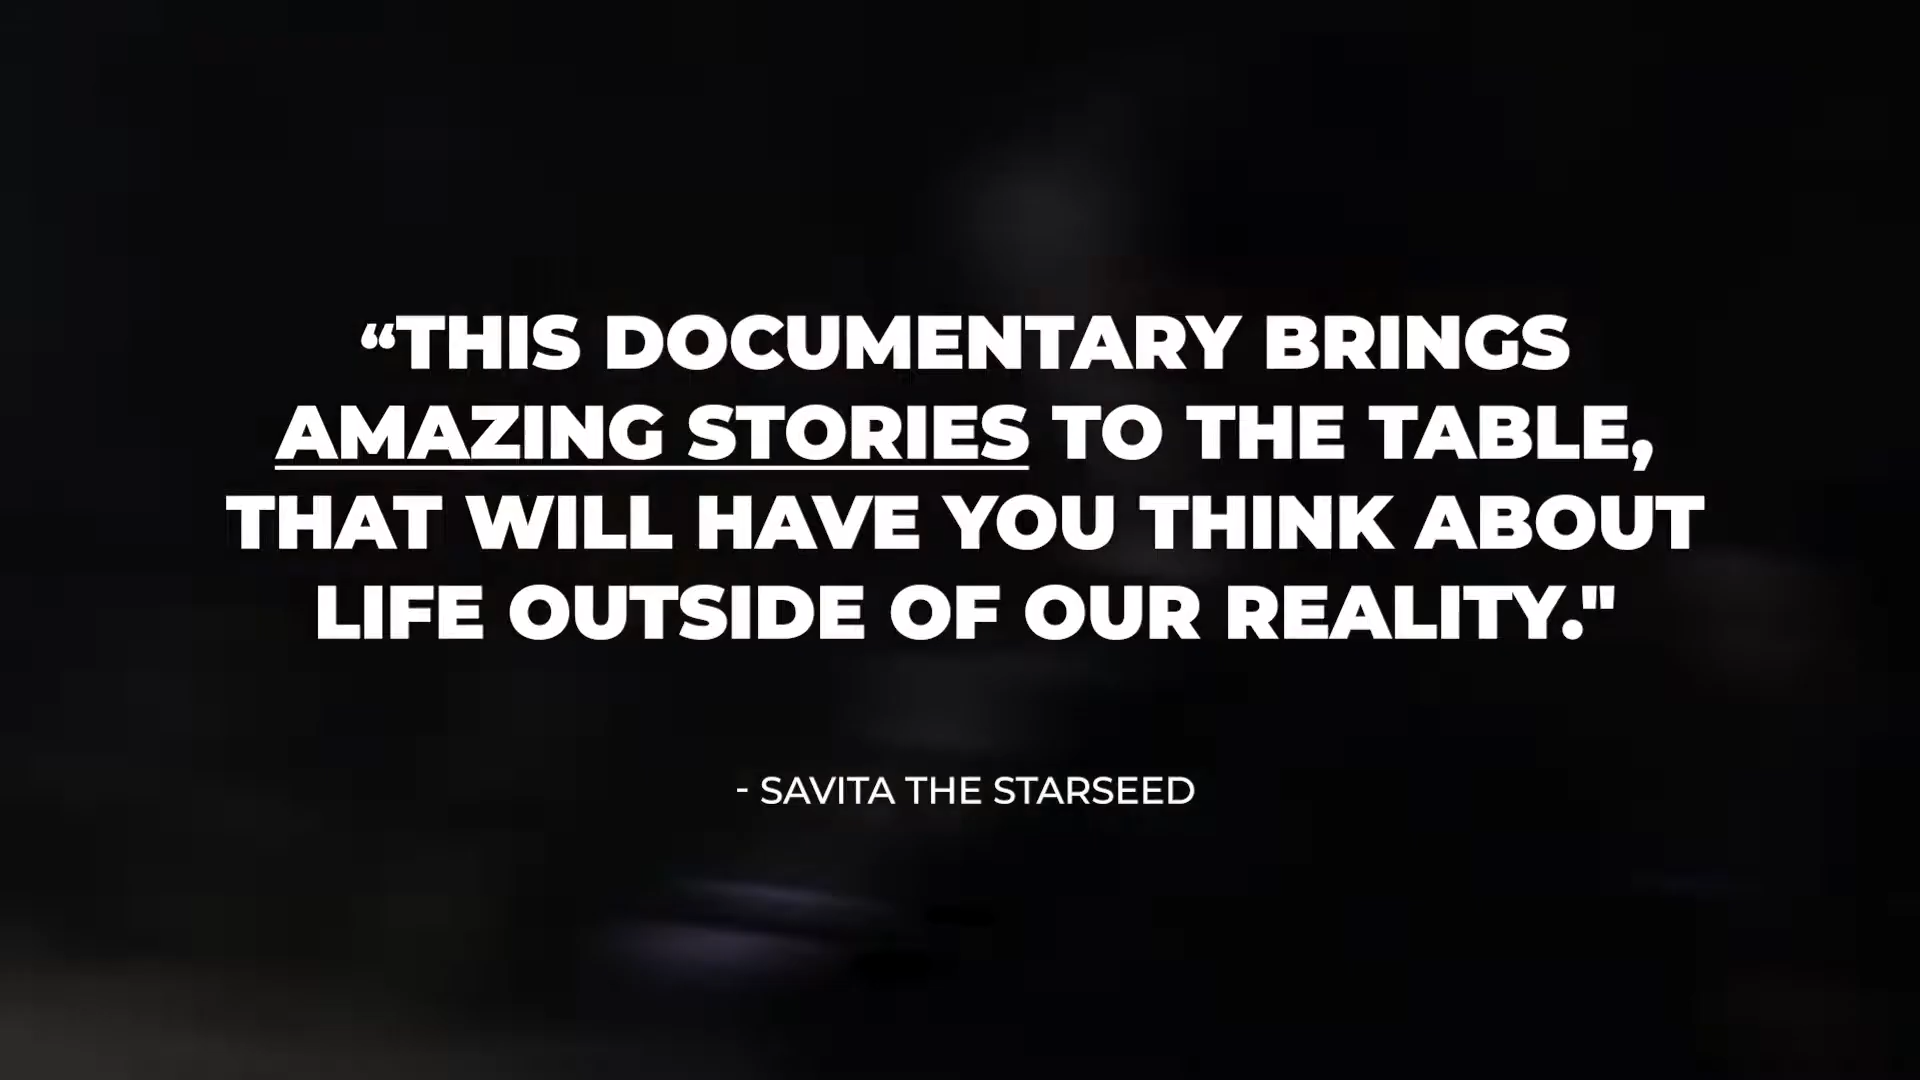 “THIS DOCUMENTARY BRINGS
AMAZING STORIES TO THE TABLE,
THAT WILL HAVE YOU THINK ABOUT
LIFE OUTSIDE OF OUR REALITY."
- SAVITA THE STARSEED